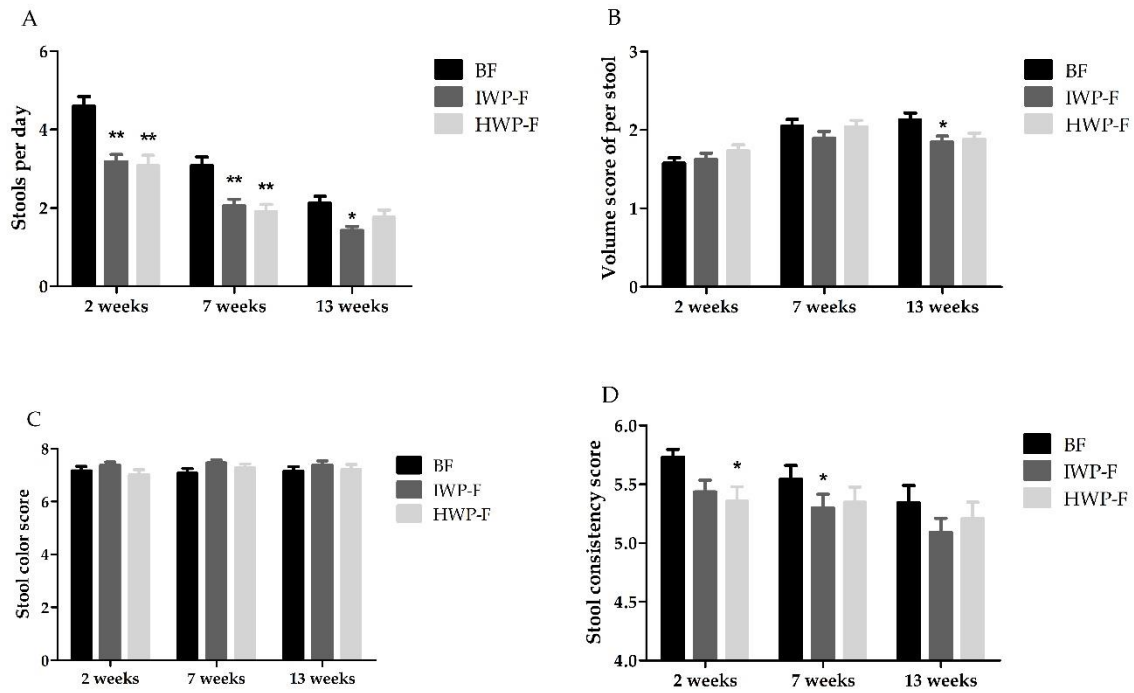 A
Stools per day
6
4
2
0
**
**
**
**
*
2 weeks
7 weeks
13 weeks
BF
IWP-F
HWP-F
B
Volume score of per stool
3
2
1
0
*
2 weeks
7 weeks
13 weeks
BF
IWP-F
HWP-F
C
Stool color score
8
6
4
2
0
2 weeks
7 weeks
13 weeks
BF
IWP-F
HWP-F
D
Stool consistency score
6.0
5.5
5.0
4.5
4.0
*
*
2 weeks
7 weeks
13 weeks
BF
IWP-F
HWP-F